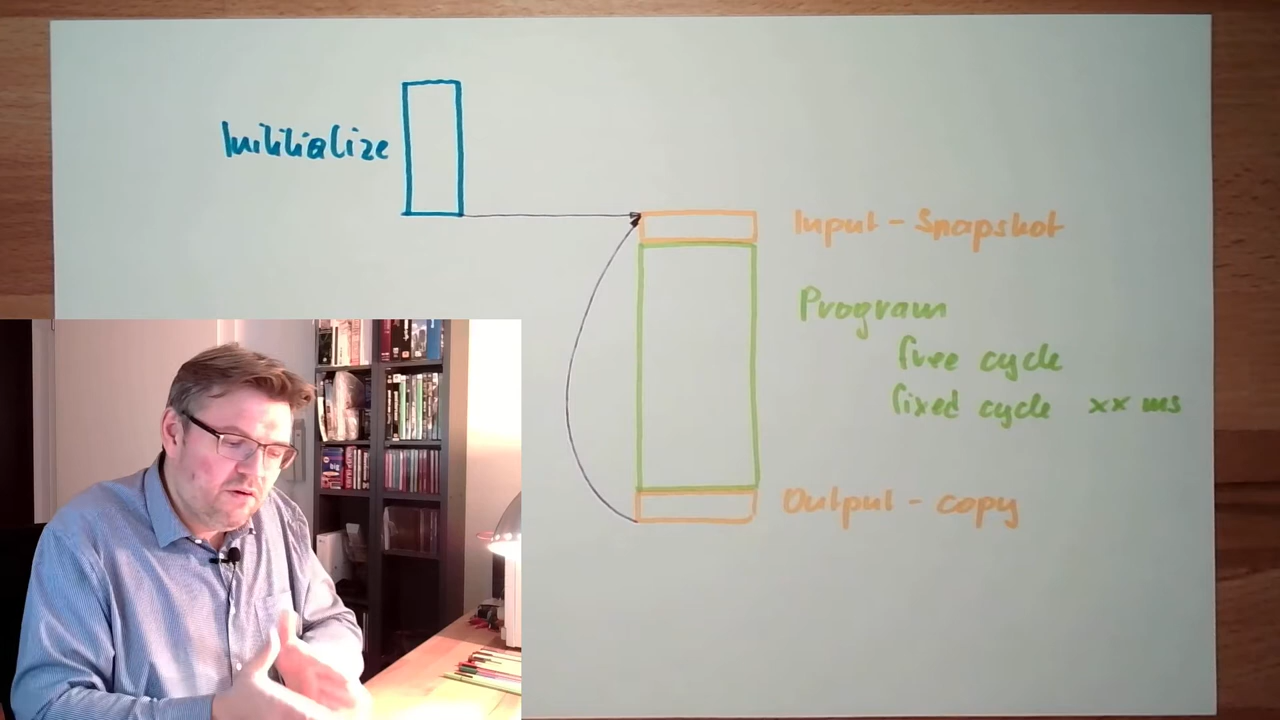 Initialize
Input - Snapshot
Program
free cycle
fixed cycle xx ms
Output - copy